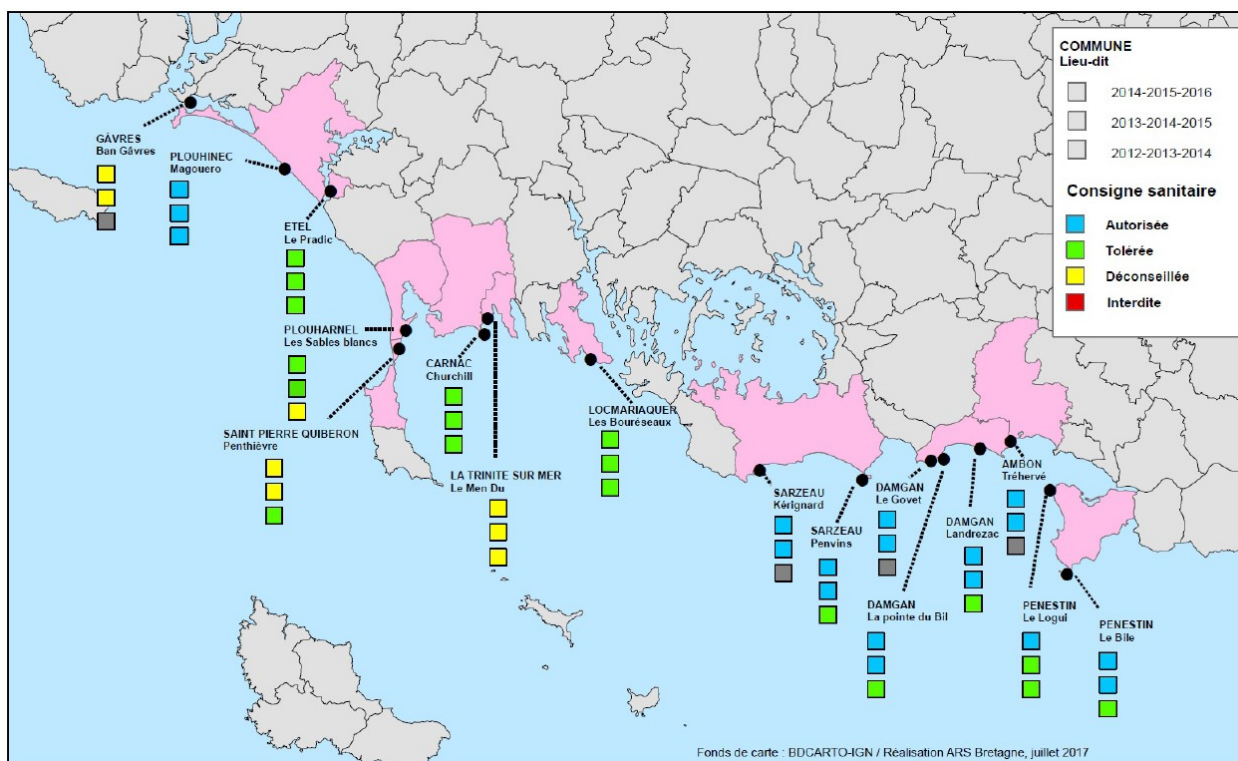 COMMUNE
Lieu-dit
2014-2015-2016
2013-2014-2015
2012-2013-2014
Consigne sanitaire
Autorisée
Tolérée
Déconseillée
Interdite
GÂVRES
Ban Gâvres
PLOUHINEC
Magouero
ETEL
Le Pradic
PLOUHARNEL
Les Sables blancs
CARNAC
Churchill
LOCMARIAQUER
Les Bouréseaux
SAINT PIERRE QUIBERON
Penthièvre
LA TRINITE SUR MER
Le Men Du
SARZEAU
Kérignard
SARZEAU
Penvins
DAMGAN
Le Govet
DAMGAN
La pointe du Bil
DAMGAN
Landrezac
AMBON
Tréhervé
PENESTIN
Le Logui
PENESTIN
Le Bile
Fonds de carte : BDCARTO-IGN / Réalisation ARS Bretagne, juillet 2017